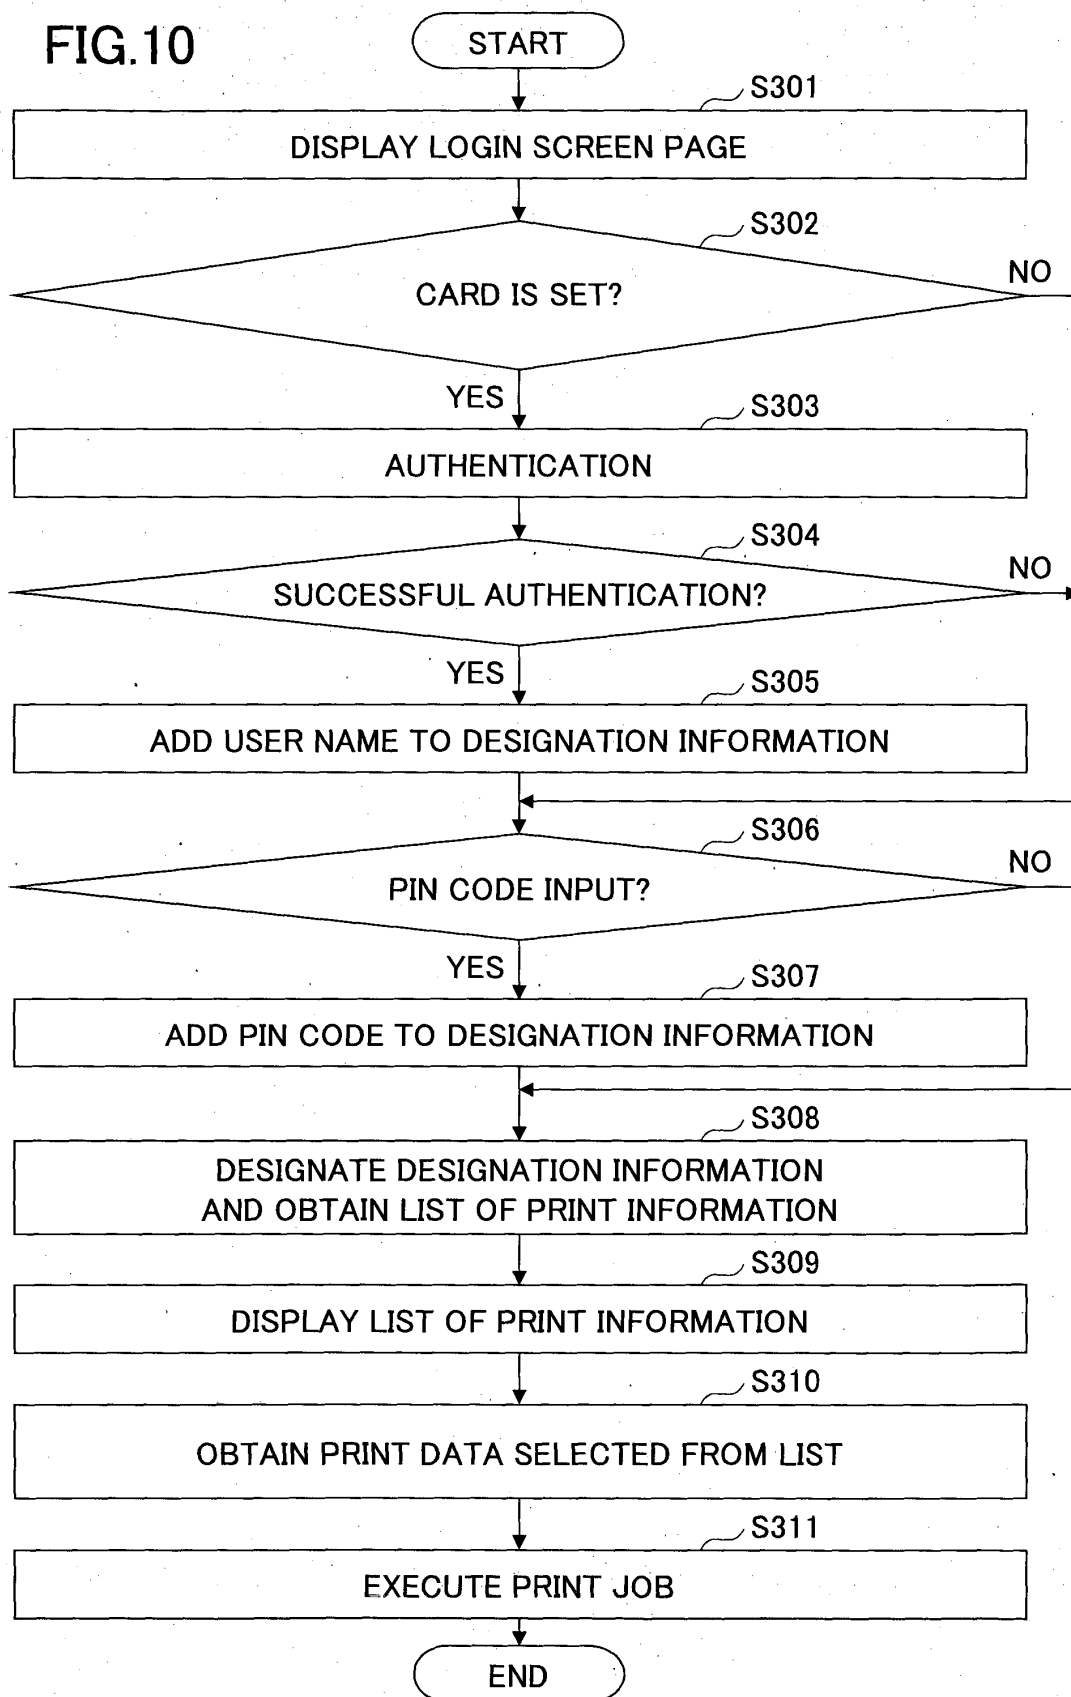 FIG.10
START
S301
DISPLAY LOGIN SCREEN PAGE
S302
CARD IS SET?
NO
YES
S303
AUTHENTICATION
S304
SUCCESSFUL AUTHENTICATION?
NO
YES
S305
ADD USER NAME TO DESIGNATION INFORMATION
S306
PIN CODE INPUT?
NO
YES
S307
ADD PIN CODE TO DESIGNATION INFORMATION
S308
DESIGNATE DESIGNATION INFORMATION
AND OBTAIN LIST OF PRINT INFORMATION
S309
DISPLAY LIST OF PRINT INFORMATION
S310
OBTAIN PRINT DATA SELECTED FROM LIST
S311
EXECUTE PRINT JOB
END